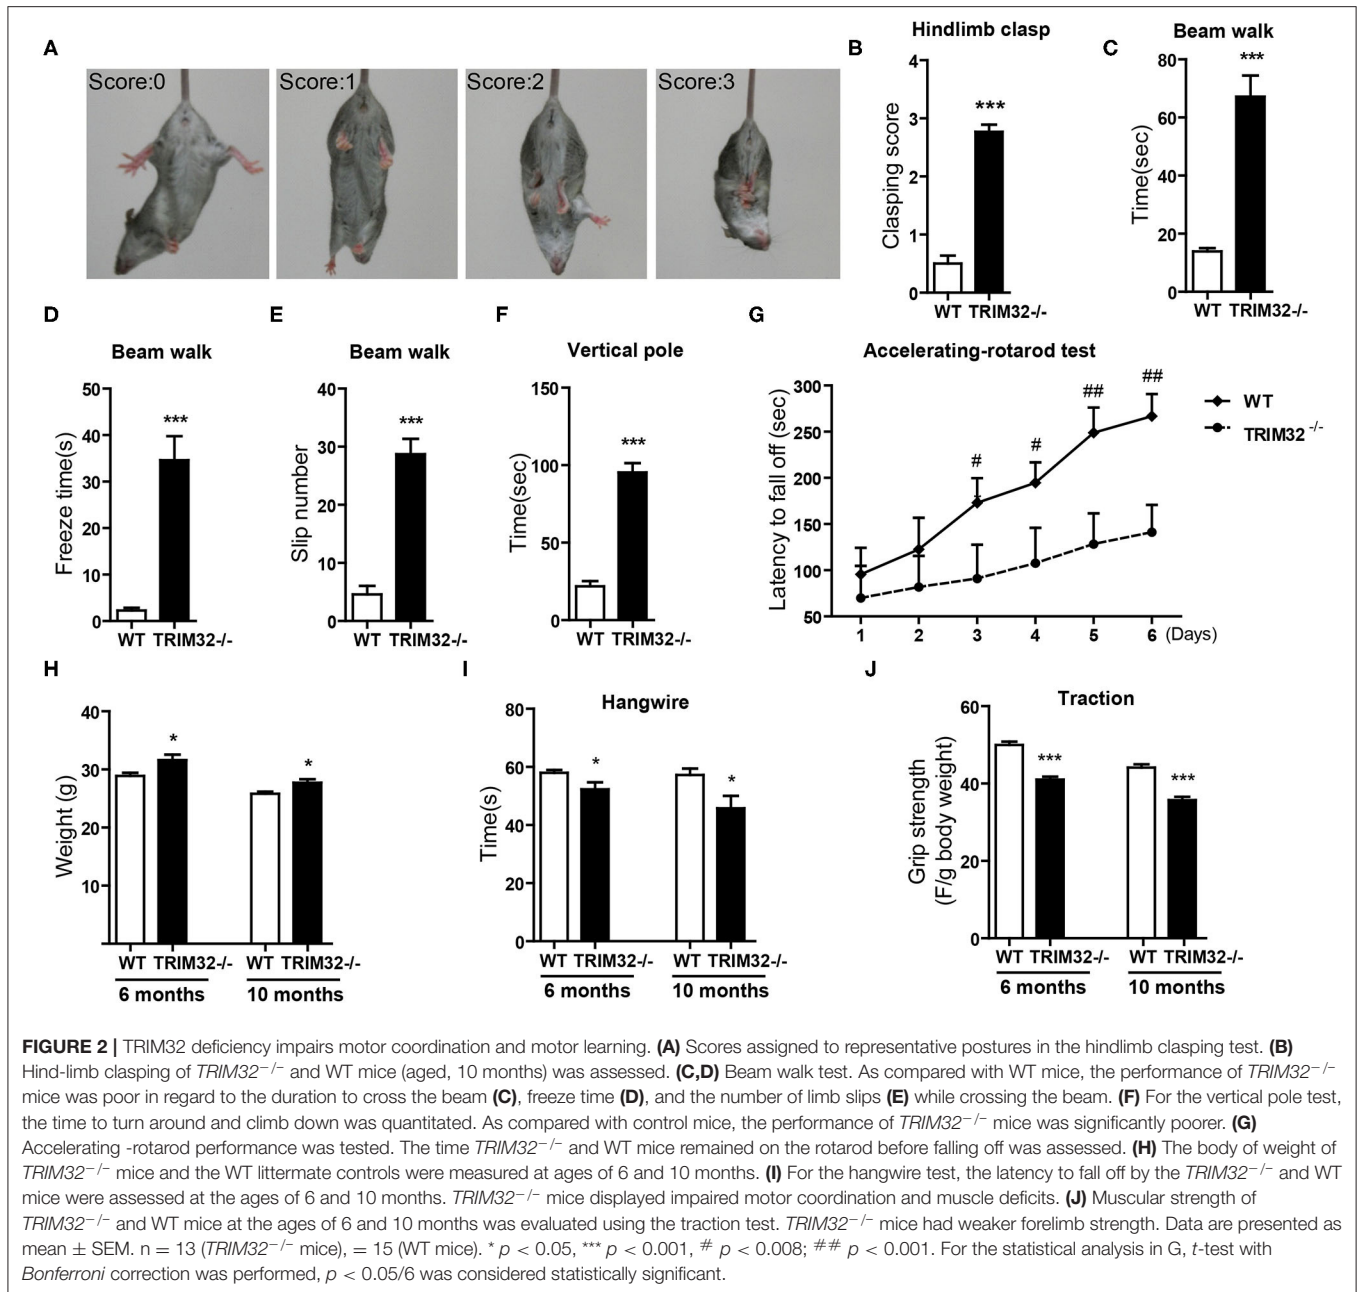 A
Score:0
Score:1
Score:2
Score:3
B
Hindlimb clasp
Clasping score
4
3
2
1
0
***
WT TRIM32-/-
C
Beam walk
Time(sec)
80
60
40
20
0
***
WT TRIM32-/-
D
Beam walk
Freeze time(s)
50
40
30
20
10
0
***
WT TRIM32-/-
E
Beam walk
Slip number
40
30
20
10
0
***
WT TRIM32-/-
F
Vertical pole
Time(sec)
150
100
50
0
***
WT TRIM32-/-
G
Accelerating-rotarod test
Latency to fall off (sec)
300
250
200
150
100
50
# # ## ##
1 2 3 4 5 6 (Days)
WT
TRIM32 -/-
H
Weight (g)
40
30
20
10
* *
WT TRIM32-/- WT TRIM32-/-
6 months 10 months
I
Hangwire
Time(s)
80
60
40
20
0
* *
WT TRIM32-/- WT TRIM32-/-
6 months 10 months
J
Traction
Grip strength
(F/g body weight)
60
40
20
0
*** ***
WT TRIM32-/- WT TRIM32-/-
6 months 10 months
FIGURE 2 | TRIM32 deficiency impairs motor coordination and motor learning. (A) Scores assigned to representative postures in the hindlimb clasping test. (B)
Hind-limb clasping of TRIM32−/− and WT mice (aged, 10 months) was assessed. (C,D) Beam walk test. As compared with WT mice, the performance of TRIM32−/−
mice was poor in regard to the duration to cross the beam (C), freeze time (D), and the number of limb slips (E) while crossing the beam. (F) For the vertical pole test,
the time to turn around and climb down was quantitated. As compared with control mice, the performance of TRIM32−/− mice was significantly poorer. (G)
Accelerating -rotarod performance was tested. The time TRIM32−/− and WT mice remained on the rotarod before falling off was assessed. (H) The body of weight of
TRIM32−/− mice and the WT littermate controls were measured at ages of 6 and 10 months. (I) For the hangwire test, the latency to fall off by the TRIM32−/− and WT
mice were assessed at the ages of 6 and 10 months. TRIM32−/− mice displayed impaired motor coordination and muscle deficits. (J) Muscular strength of
TRIM32−/− and WT mice at the ages of 6 and 10 months was evaluated using the traction test. TRIM32−/− mice had weaker forelimb strength. Data are presented as
mean ± SEM. n = 13 (TRIM32−/− mice), = 15 (WT mice). * p < 0.05, *** p < 0.001, # p < 0.008; ## p < 0.001. For the statistical analysis in G, t-test with
Bonferroni correction was performed, p < 0.05/6 was considered statistically significant.